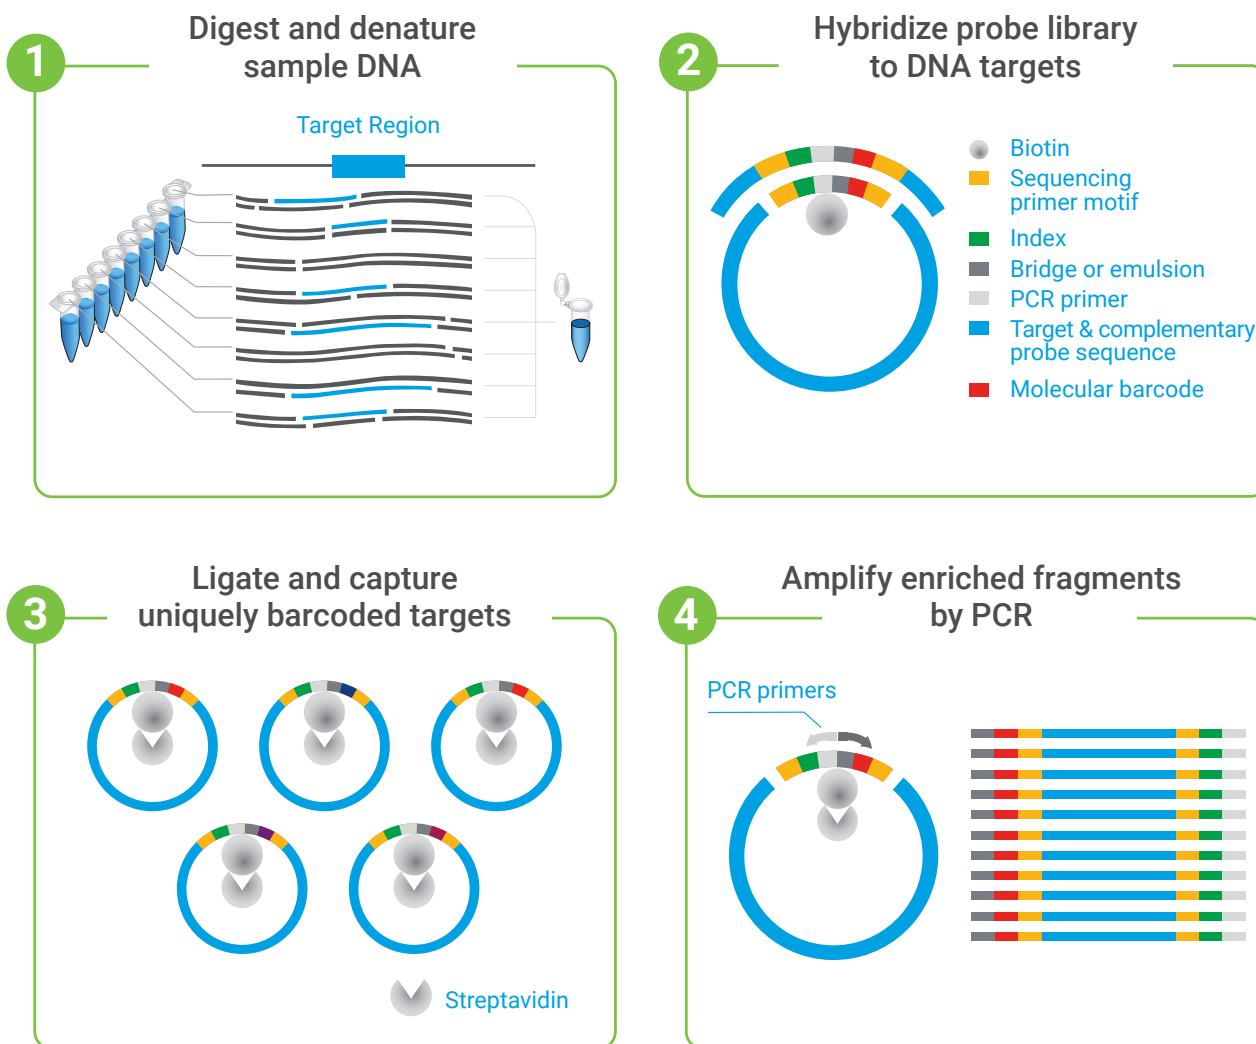 1
Digest and denature
sample DNA
Target Region
2
Hybridize probe library
to DNA targets
Biotin
Sequencing
primer motif
Index
Bridge or emulsion
PCR primer
Target & complementary
probe sequence
Molecular barcode
3
Ligate and capture
uniquely barcoded targets
Streptavidin
4
Amplify enriched fragments
by PCR
PCR primers